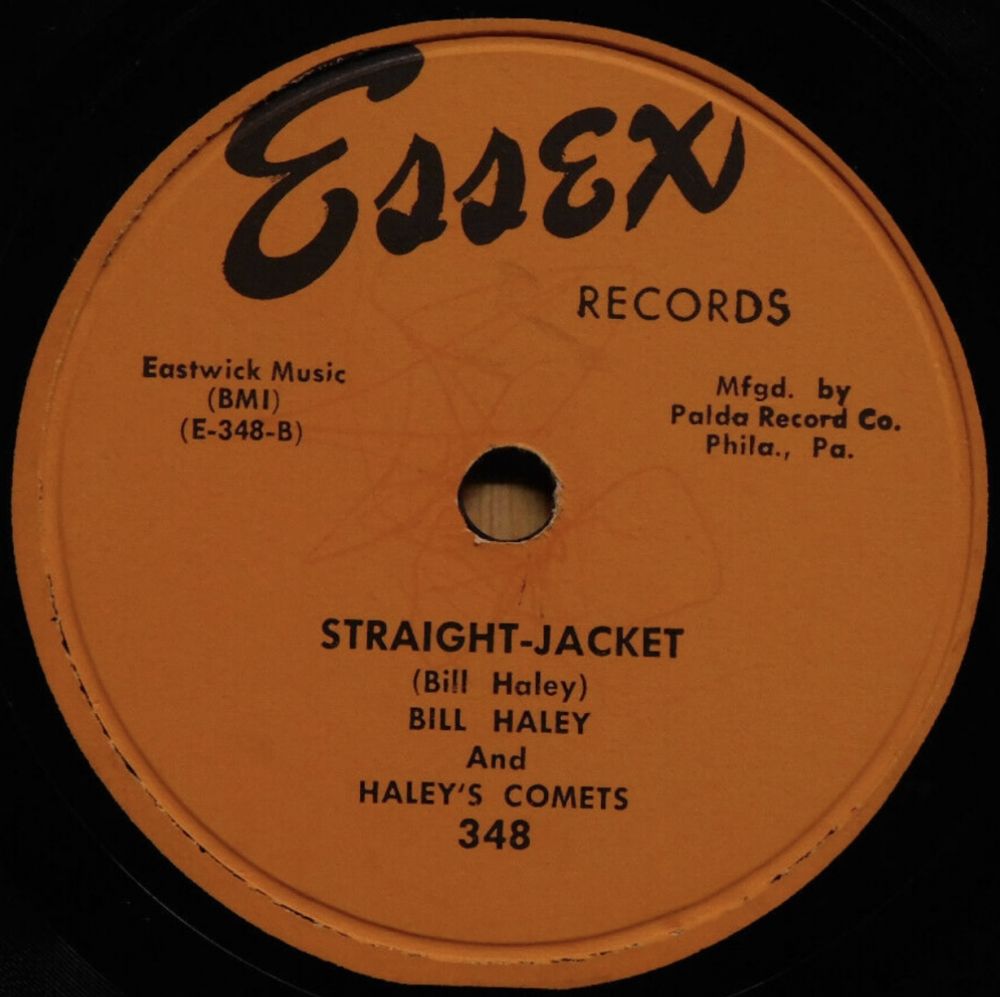 Essex
RECORDS
Eastwick Music
(BMI)
(E-348-B)
Mfgd. by
Palda Record Co.
Phila., Pa.
STRAIGHT-JACKET
(Bill Haley)
BILL HALEY
And
HALEY'S COMETS
348